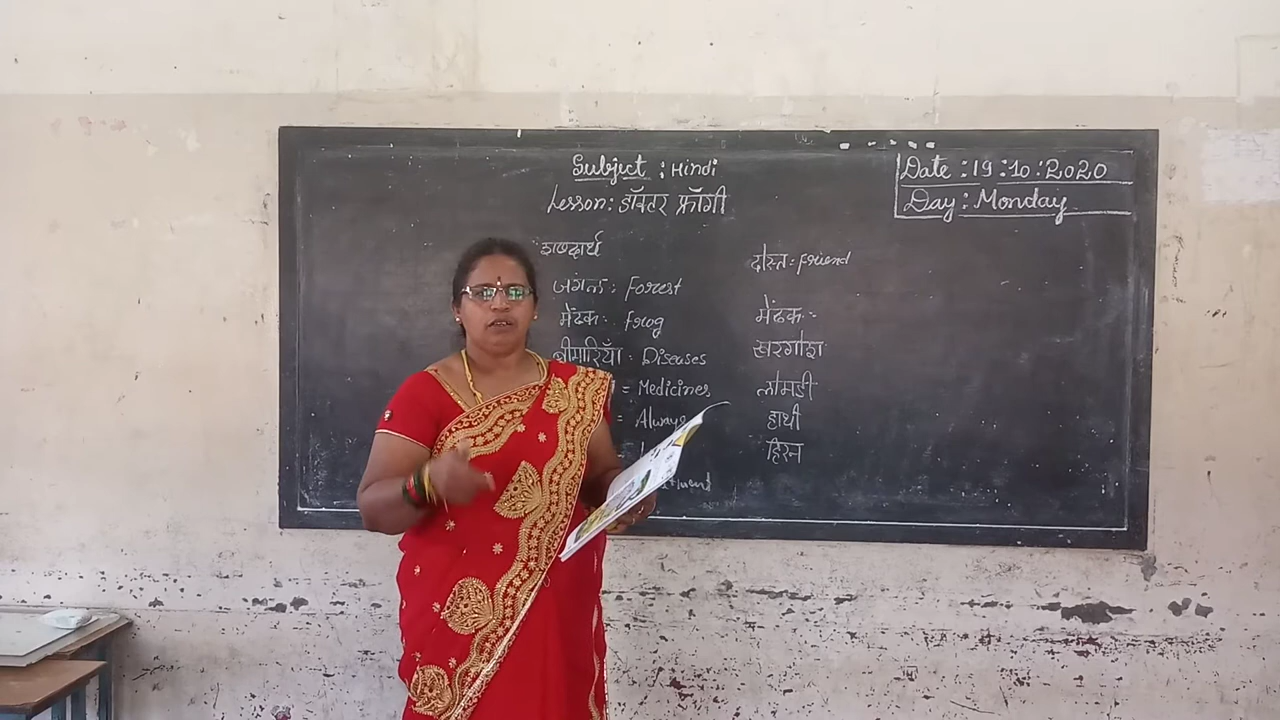 Subject : Hindi
Lesson: डॉक्टर फ्रॉगी
Date : 19:10:2020
Day : Monday
शब्दार्थ
जंगल : Forest
मेंढक : frog
बीमारियाँ : Diseases
= Medicines
= Always
दोस्त : friend
मेंढक :-
खरगोश
लोमडी
हाथी
हिरन